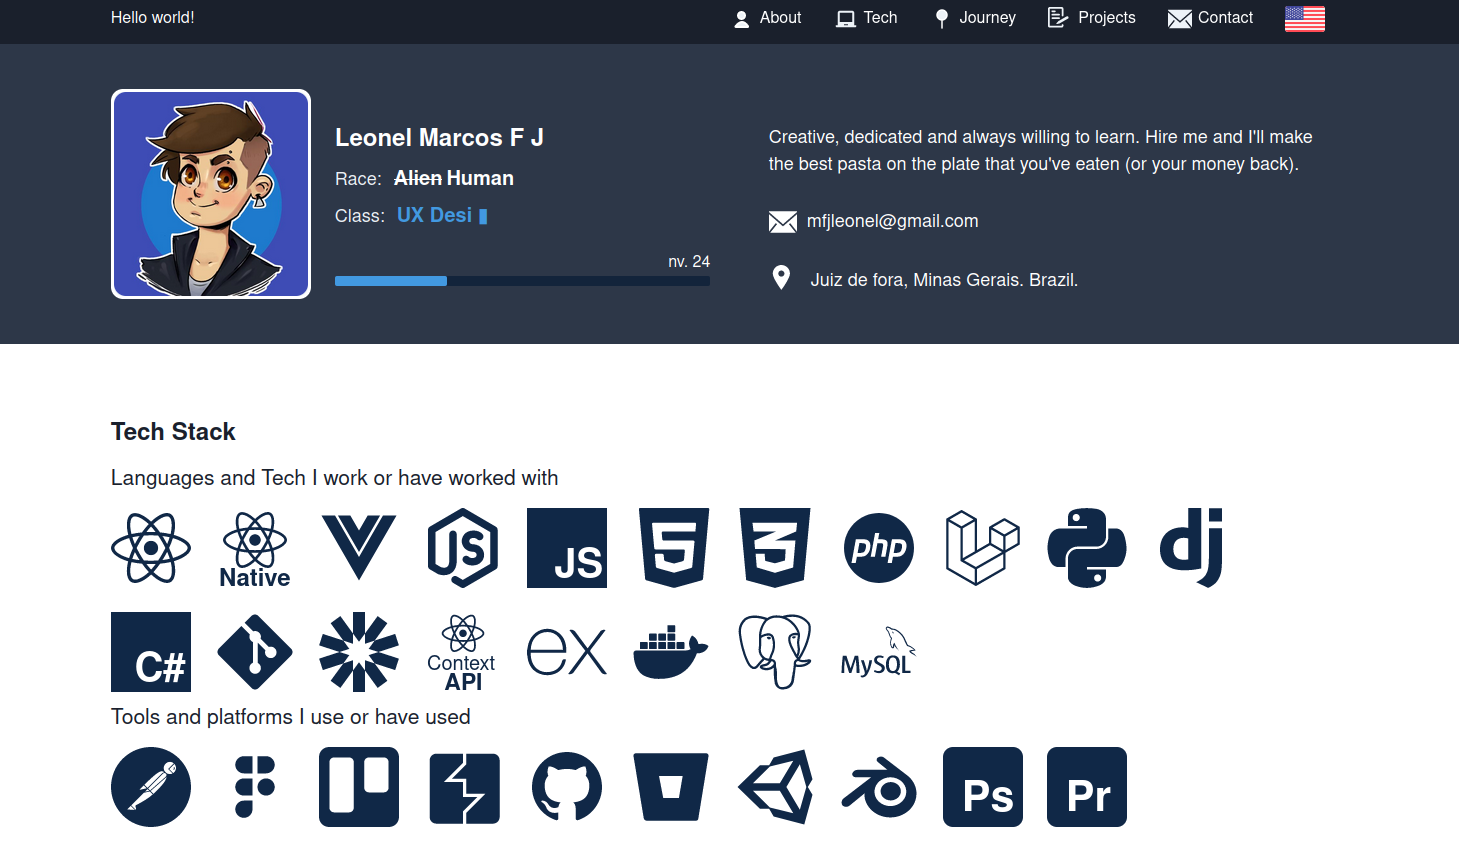 Hello world!
About
Tech
Journey
Projects
Contact
Leonel Marcos F J
Race: Alien Human
Class: UX Desi
nv. 24
Creative, dedicated and always willing to learn. Hire me and I'll make
the best pasta on the plate that you've eaten (or your money back).
mfjleonel@gmail.com
Juiz de fora, Minas Gerais. Brazil.
Tech Stack
Languages and Tech I work or have worked with
Native
JS
JS
5
3
php
dj
C#
Context
API
ex
MySQL
Tools and platforms I use or have used
Ps
Pr